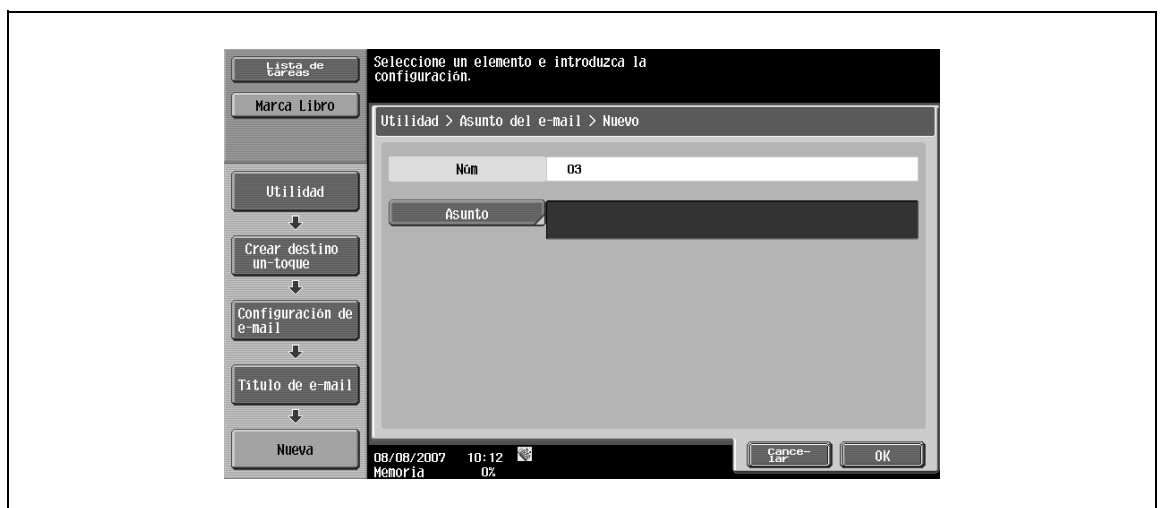 Lista de
tareas
Marca Libro
Seleccione un elemento e introduzca la
configuración.
Utilidad > Asunto del e-mail > Nuevo
Núm 03
Asunto
Utilidad
Crear destino
un-toque
Configuración de
e-mail
Título de e-mail
Nueva
08/08/2007 10:12
Memoria 0%
Cance-
lar
OK